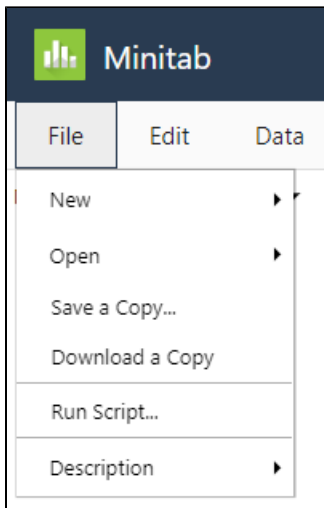 Minitab
File Edit Data
New
Open
Save a Copy...
Download a Copy
Run Script...
Description